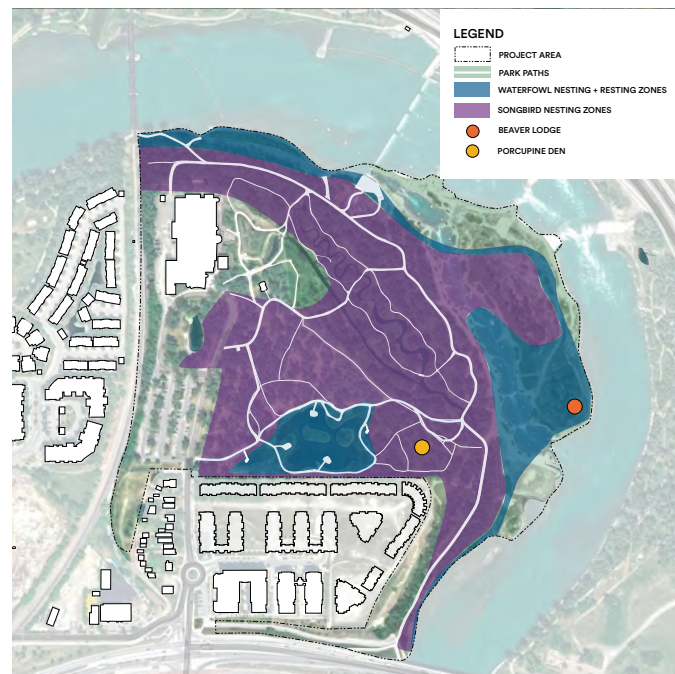 LEGEND
PROJECT AREA
PARK PATHS
WATERFOWL NESTING + RESTING ZONES
SONGBIRD NESTING ZONES
BEAVER LODGE
PORCUPINE DEN